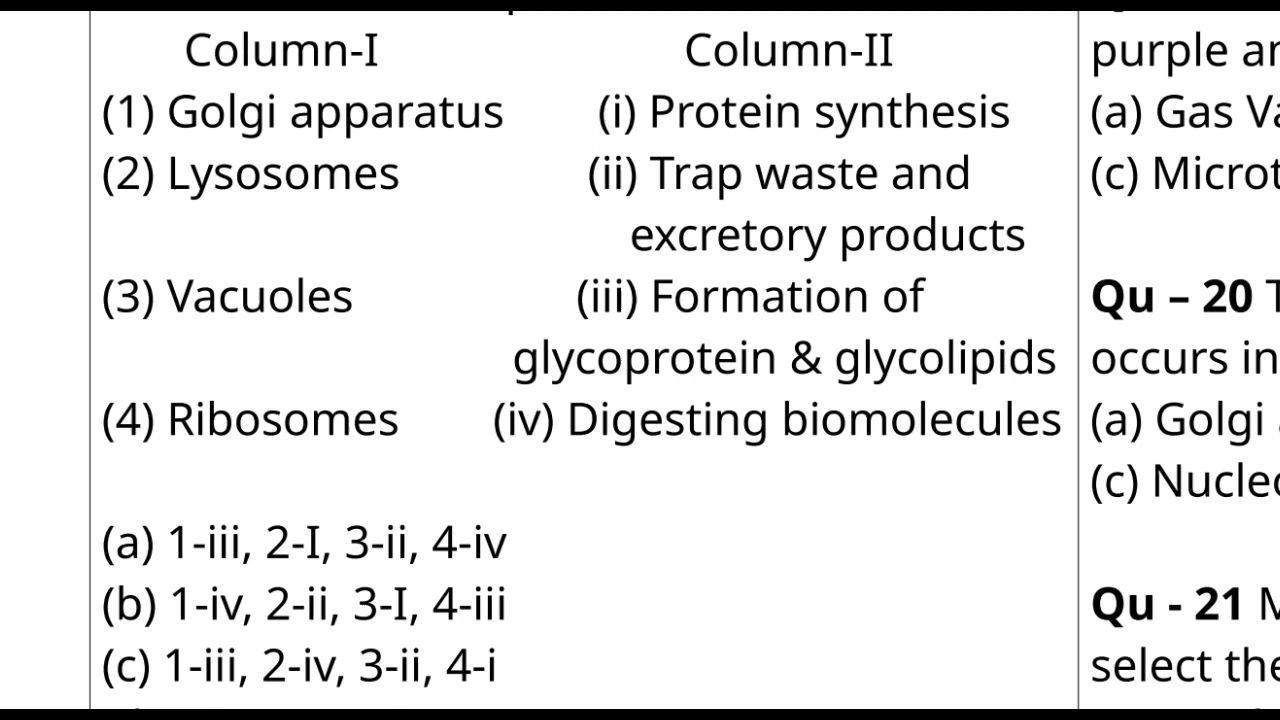 Column-I Column-II
(1) Golgi apparatus (i) Protein synthesis
(2) Lysosomes (ii) Trap waste and
excretory products
(3) Vacuoles (iii) Formation of
glycoprotein & glycolipids
(4) Ribosomes (iv) Digesting biomolecules
(a) 1-iii, 2-I, 3-ii, 4-iv
(b) 1-iv, 2-ii, 3-I, 4-iii
(c) 1-iii, 2-iv, 3-ii, 4-i
purple
(a) Gas
(c)
Qu – 20
occurs in
(a) Golgi
(c)
Qu - 21
select the